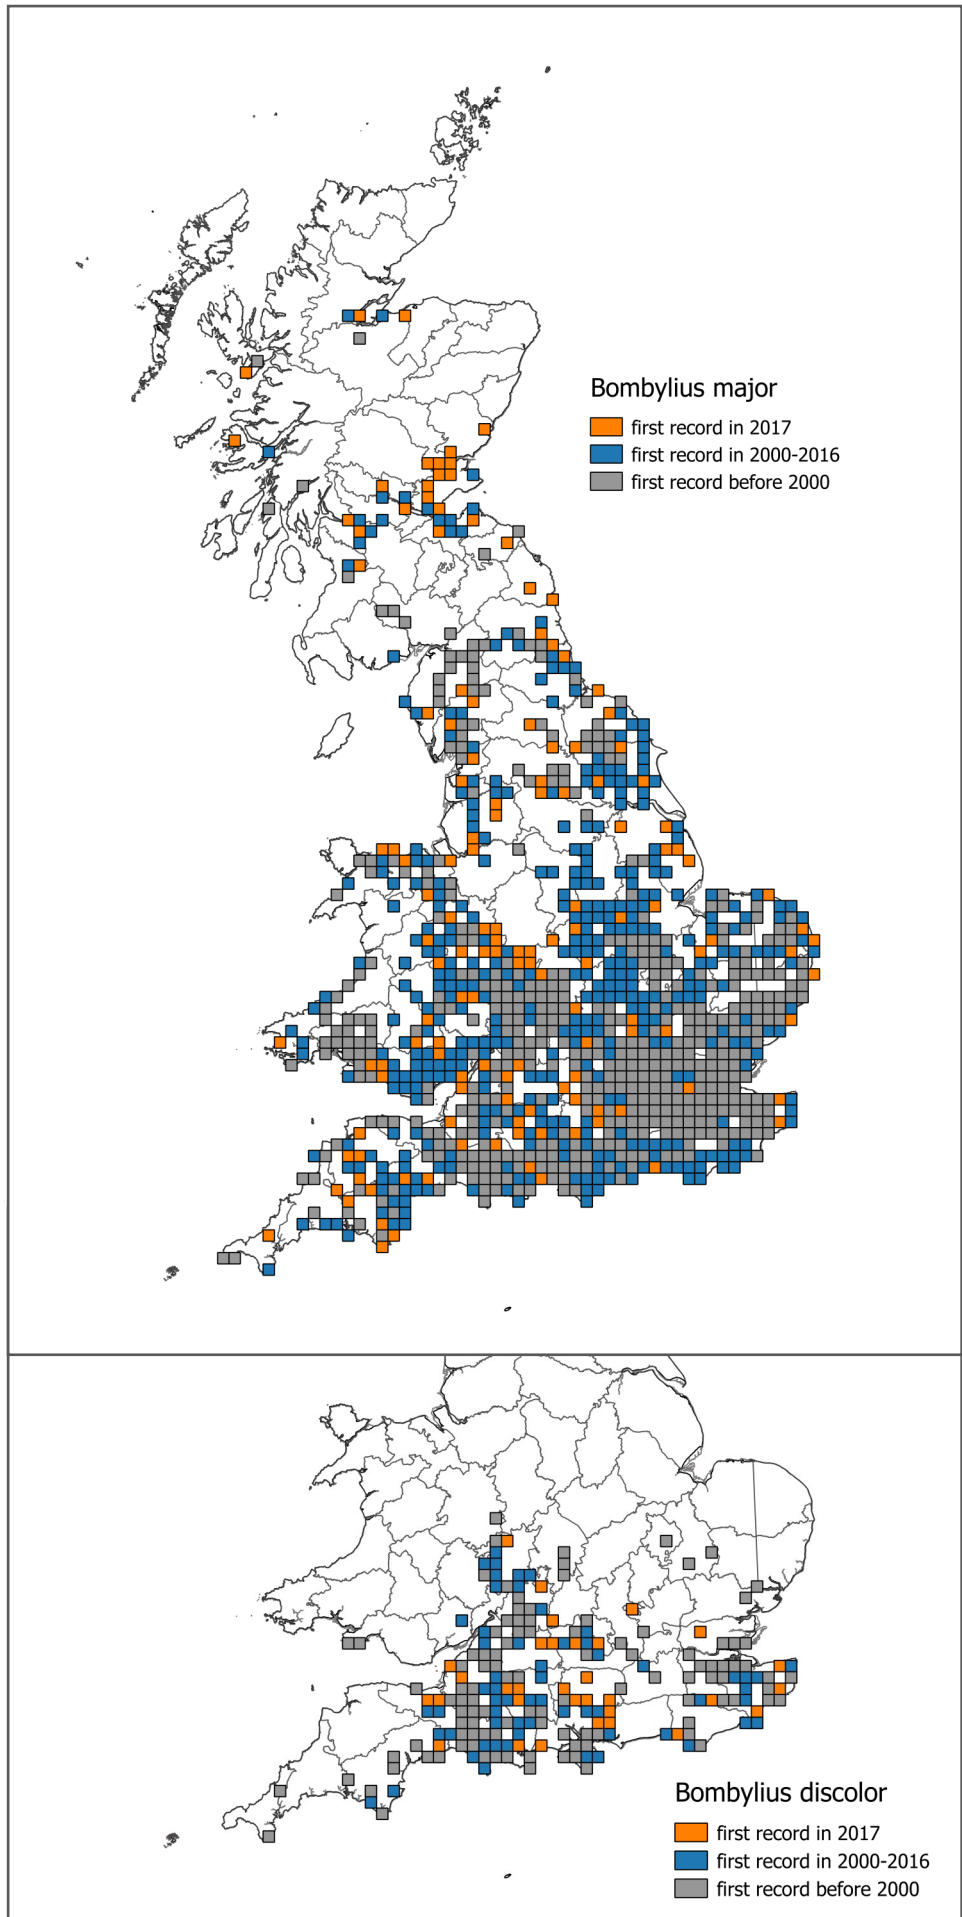 Bombylius major
first record in 2017
first record in 2000-2016
first record before 2000
Bombylius discolor
first record in 2017
first record in 2000-2016
first record before 2000